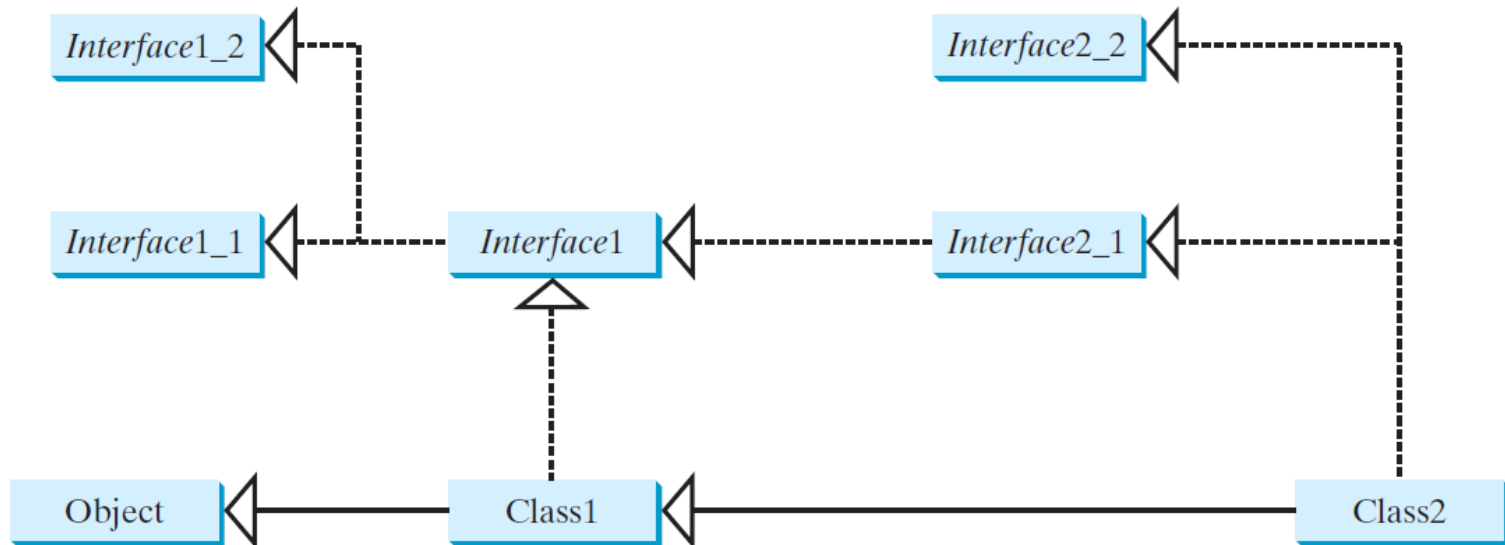 Interface1_2
Interface2_2
Interface1_1
Interface1
Interface2_1
Object
Class1
Class2